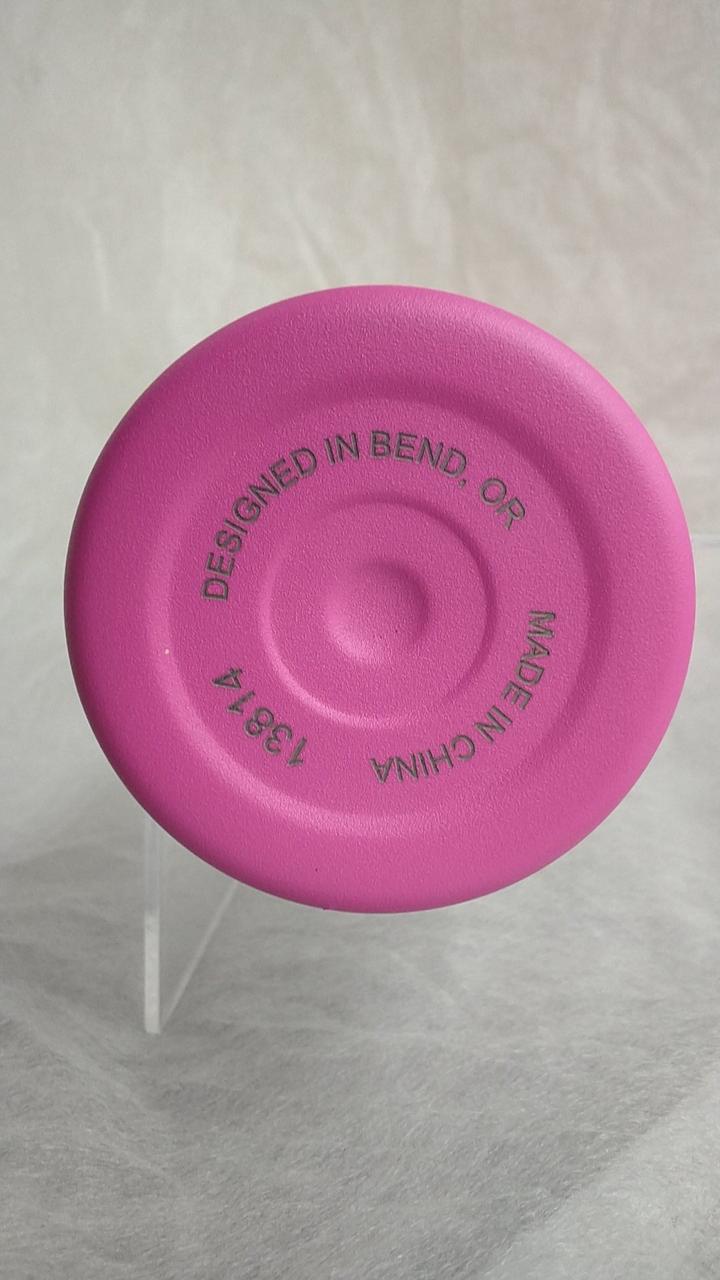 DESIGNED IN BEND, OR
MADE IN CHINA
13814